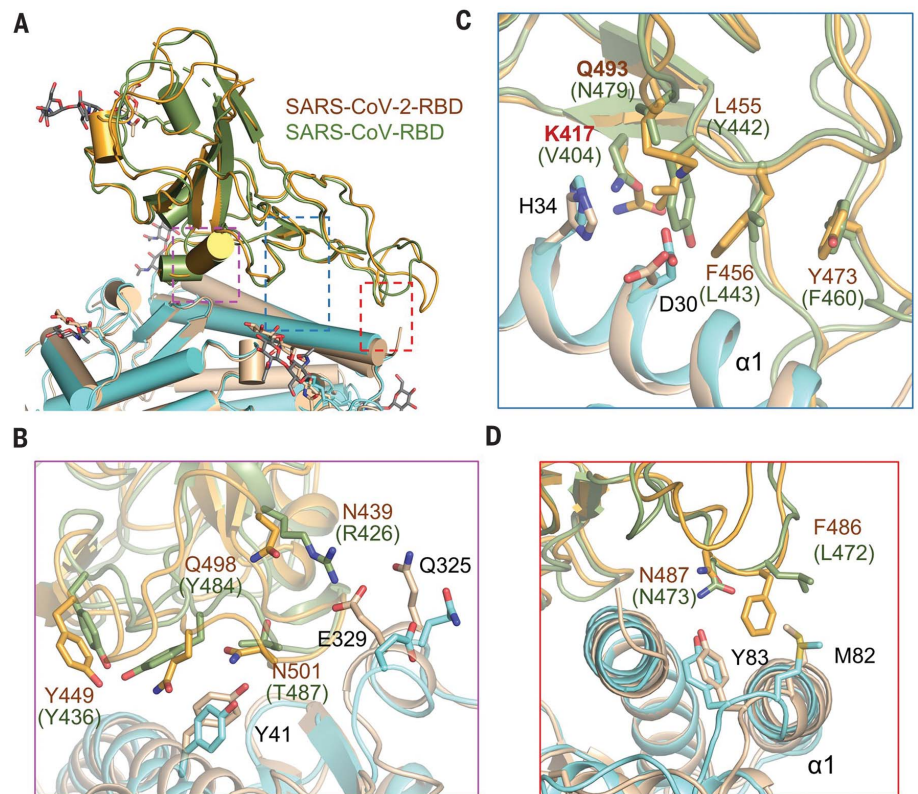 A
SARS-CoV-2-RBD
SARS-CoV-RBD
C
Q493
(N479)
L455
(Y442)
K417
(V404)
H34
F456
(L443)
Y473
(F460)
D30
α1
B
N439
(R426)
Q498
(Y484)
Q325
E329
N501
(T487)
Y449
(Y436)
Y41
D
F486
(L472)
N487
(N473)
Y83
M82
α1